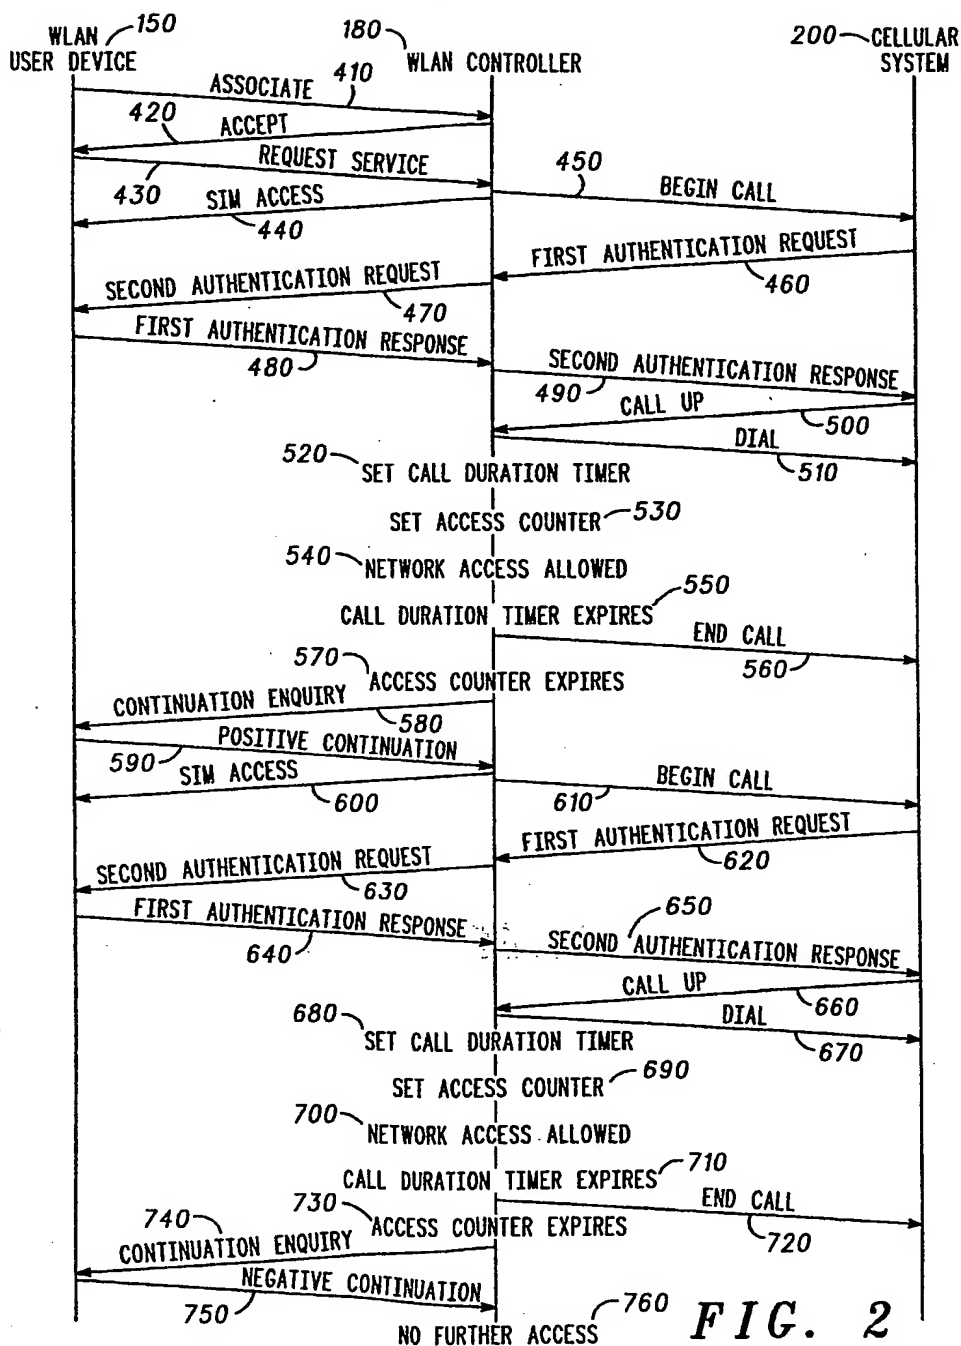 WLAN USER DEVICE 150
180 WLAN CONTROLLER
200 CELLULAR SYSTEM
ASSOCIATE 410
420 ACCEPT
430 REQUEST SERVICE
450 BEGIN CALL
SIM ACCESS 440
FIRST AUTHENTICATION REQUEST 460
SECOND AUTHENTICATION REQUEST 470
FIRST AUTHENTICATION RESPONSE 480
SECOND AUTHENTICATION RESPONSE 490
CALL UP 500
DIAL 510
520 SET CALL DURATION TIMER
SET ACCESS COUNTER 530
540 NETWORK ACCESS ALLOWED
CALL DURATION TIMER EXPIRES 550
END CALL 560
570 ACCESS COUNTER EXPIRES
CONTINUATION ENQUIRY 580
590 POSITIVE CONTINUATION
SIM ACCESS 600
610 BEGIN CALL
FIRST AUTHENTICATION REQUEST 620
SECOND AUTHENTICATION REQUEST 630
FIRST AUTHENTICATION RESPONSE 640
650 SECOND AUTHENTICATION RESPONSE
CALL UP 660
DIAL 670
680 SET CALL DURATION TIMER
SET ACCESS COUNTER 690
700 NETWORK ACCESS ALLOWED
CALL DURATION TIMER EXPIRES 710
END CALL 720
730 ACCESS COUNTER EXPIRES
740 CONTINUATION ENQUIRY
750 NEGATIVE CONTINUATION
NO FURTHER ACCESS 760
FIG. 2